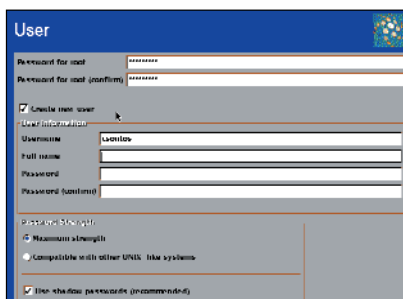 User
Password for root ********
Password for root (confirm) ********
Create new user
User Information
Username csontos
Full name
Password
Password (confirm)
Password Strength
Maximum strength
Compatible with other UNIX-like systems
Use shadow passwords (recommended)